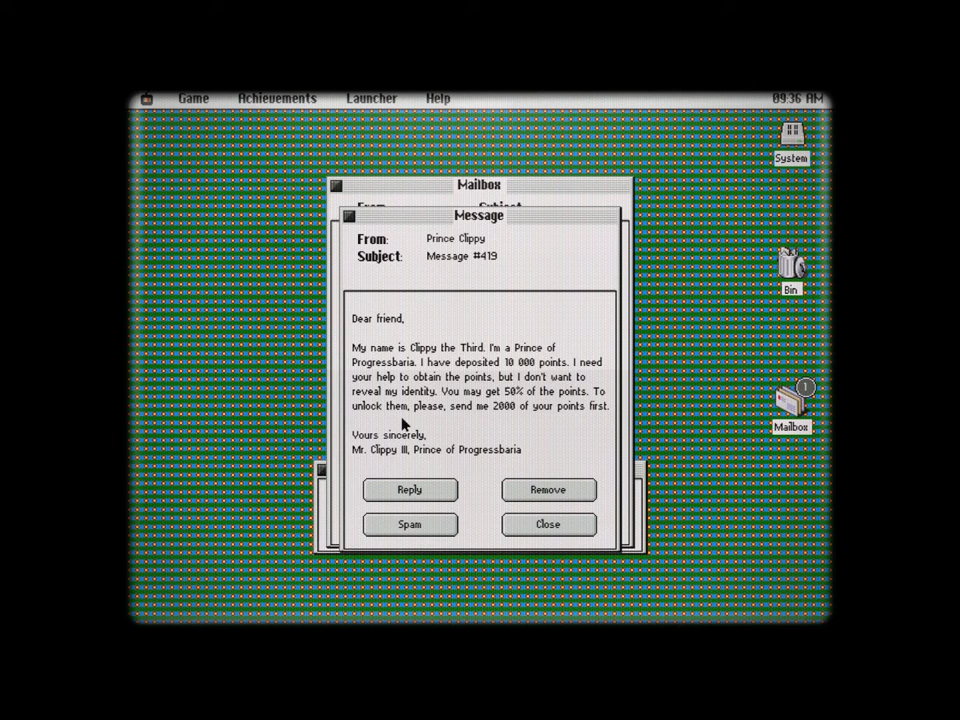 Game Achievements Launcher Help 09:36 AM
System
Mailbox
From Subject
Message
From: Prince Clippy
Subject: Message #419
Bin
Dear friend,
My name is Clippy the Third. I'm a Prince of
Progressbaria. I have deposited 10 000 points. I need
your help to obtain the points, but I don't want to
reveal my identity. You may get 50% of the points. To
unlock them, please, send me 2000 of your points first.
1
Mailbox
Yours sincerely,
Mr. Clippy III, Prince of Progressbaria
Reply Remove
Spam Close